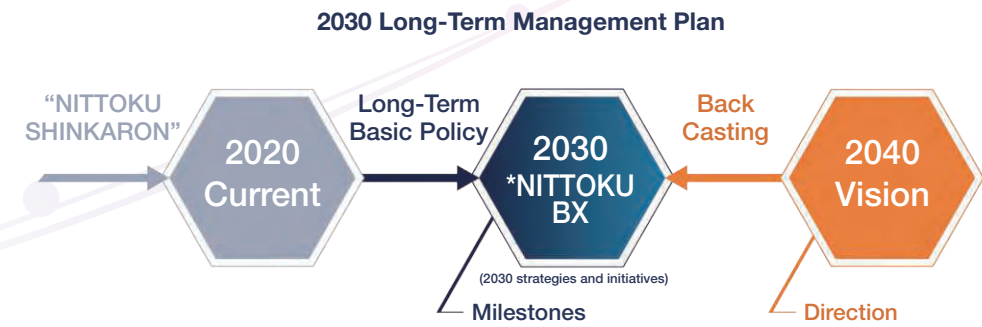 2030 Long-Term Management Plan
“NITTOKU
SHINKARON”
2020
Current
Long-Term
Basic Policy
2030
*NITTOKU
BX
(2030 strategies and initiatives)
Milestones
Back
Casting
2040
Vision
Direction